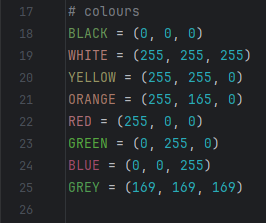 17 # colours
18 BLACK = (0, 0, 0)
19 WHITE = (255, 255, 255)
20 YELLOW = (255, 255, 0)
21 ORANGE = (255, 165, 0)
22 RED = (255, 0, 0)
23 GREEN = (0, 255, 0)
24 BLUE = (0, 0, 255)
25 GREY = (169, 169, 169)
26